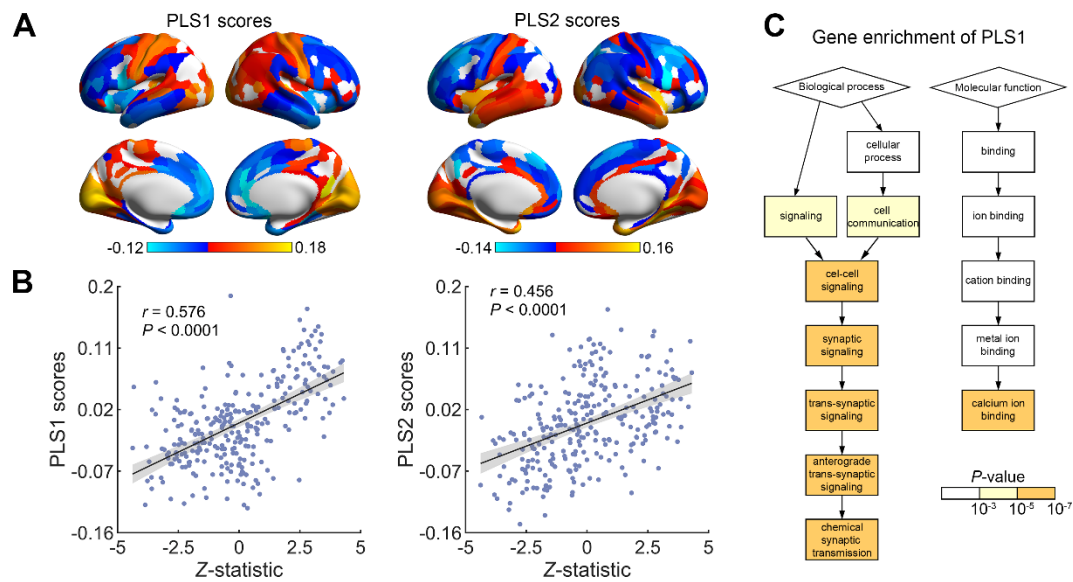 A
PLS1 scores
PLS2 scores
-0.12
0.18
-0.14
0.16
B
r = 0.576
P < 0.0001
0.2
0.11
0.02
-0.07
-0.16
PLS1 scores
-5
-2.5
0
2.5
5
Z-statistic
r = 0.456
P < 0.0001
0.2
0.11
0.02
-0.07
-0.16
PLS2 scores
-5
-2.5
0
2.5
5
Z-statistic
C
Gene enrichment of PLS1
Biological process
Molecular function
cellular
process
binding
signaling
cell
communication
ion binding
cel-cell
signaling
cation binding
synaptic
signaling
metal ion
binding
trans-synaptic
signaling
calcium ion
binding
anterograde
trans-synaptic
signaling
chemical
synaptic
transmission
P-value
10-3
10-5
10-7